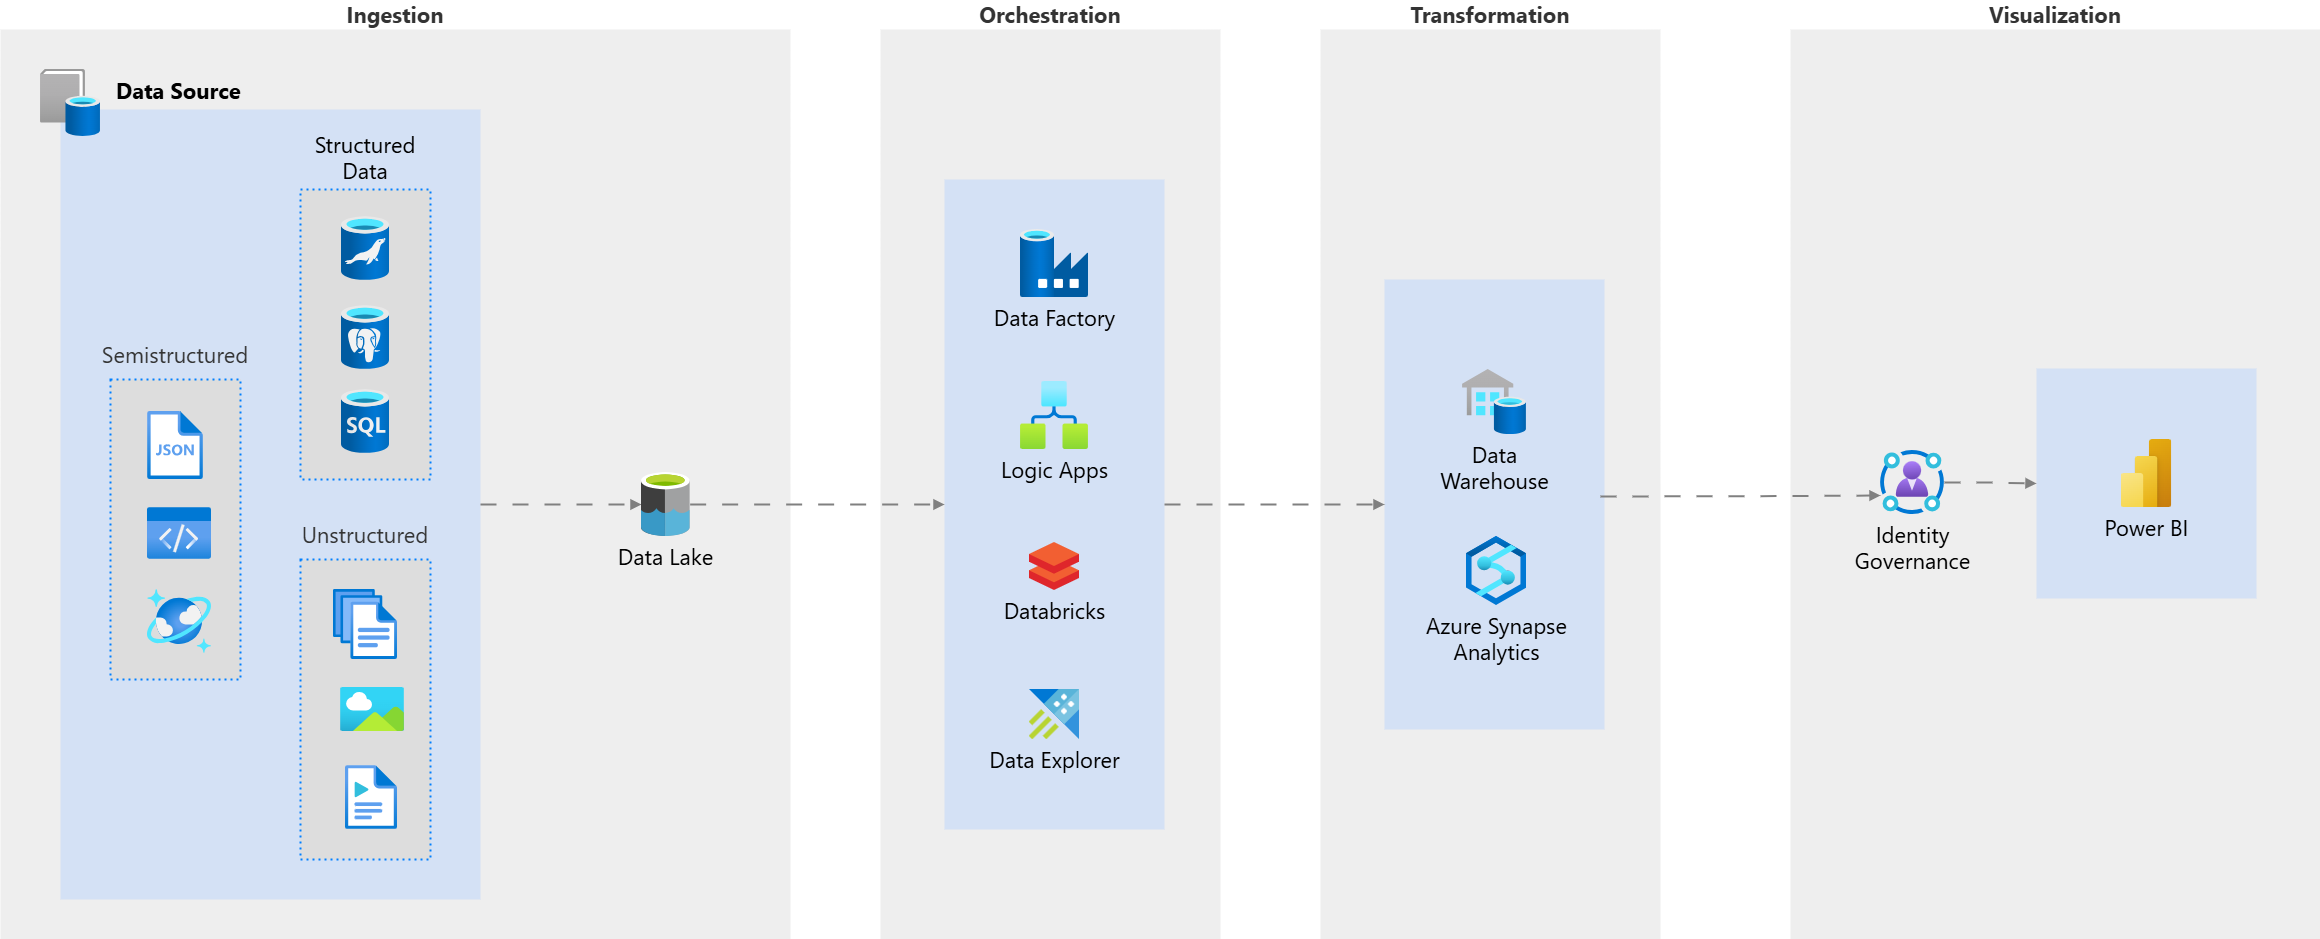 Ingestion
Orchestration
Transformation
Visualization
Data Source
Structured
Data
SQL
Semistructured
JSON
</>
Unstructured
Data Lake
Data Factory
Logic Apps
Databricks
Data Explorer
Data
Warehouse
Azure Synapse
Analytics
Identity
Governance
Power BI